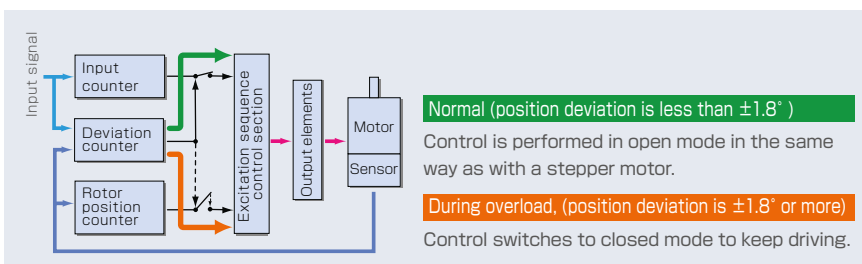 Input signal
Input
counter
Deviation
counter
Rotor
position
counter
Excitation sequence
control section
Output elements
Motor
Sensor
Normal (position deviation is less than ±1.8˚ )
Control is performed in open mode in the same
way as with a stepper motor.
During overload, (position deviation is ±1.8˚ or more)
Control switches to closed mode to keep driving.